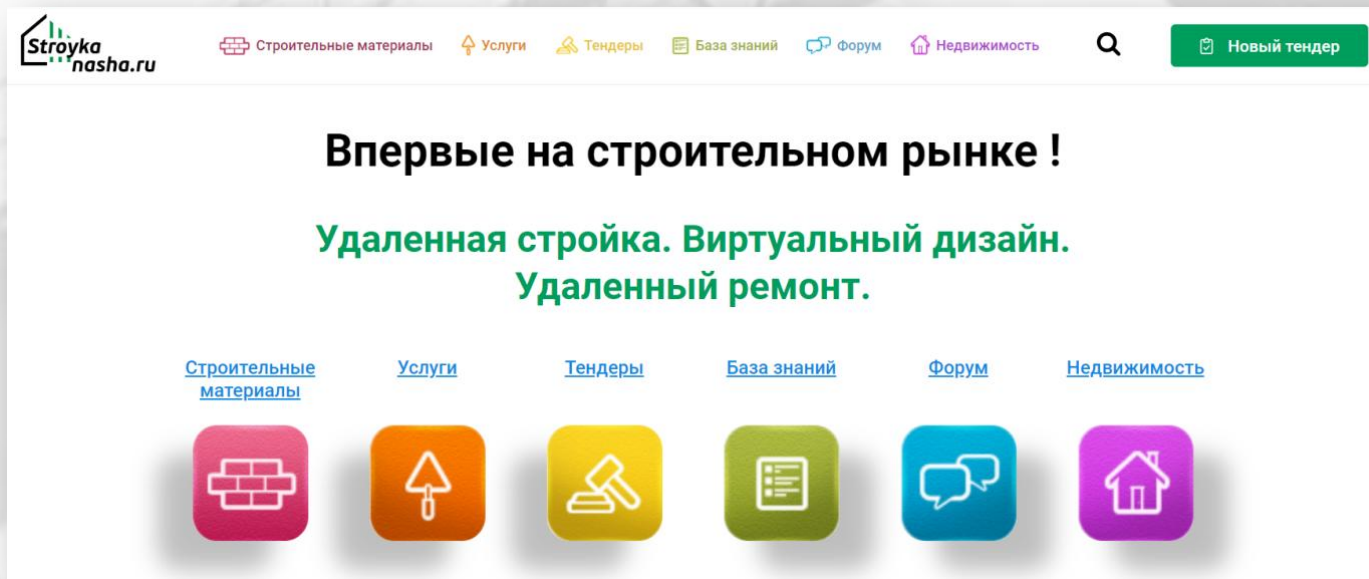 Stroyka
nasha.ru
Строительные материалы
Услуги
Тендеры
База знаний
Форум
Недвижимость
Новый тендер
Впервые на строительном рынке !
Удаленная стройка. Виртуальный дизайн.
Удаленный ремонт.
Строительные
материалы
Услуги
Тендеры
База знаний
Форум
Недвижимость